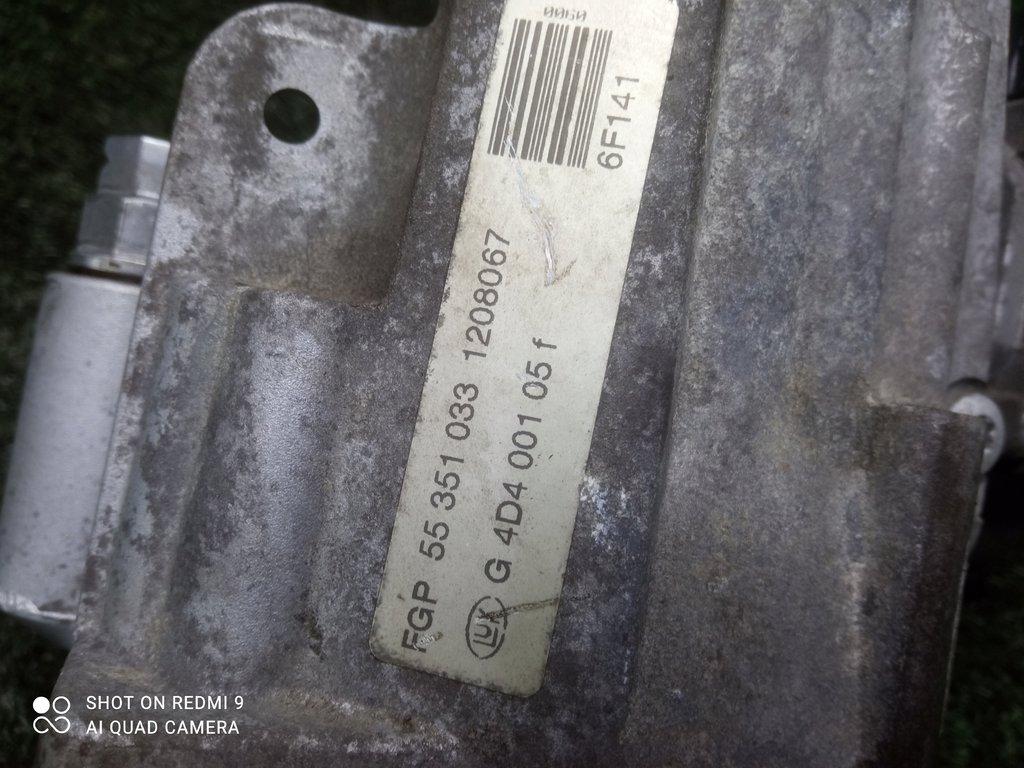 0060
6F141
FGP 55 351 033 1208067
LUK G 4D4 001 05 f
SHOT ON REDMI 9
AI QUAD CAMERA